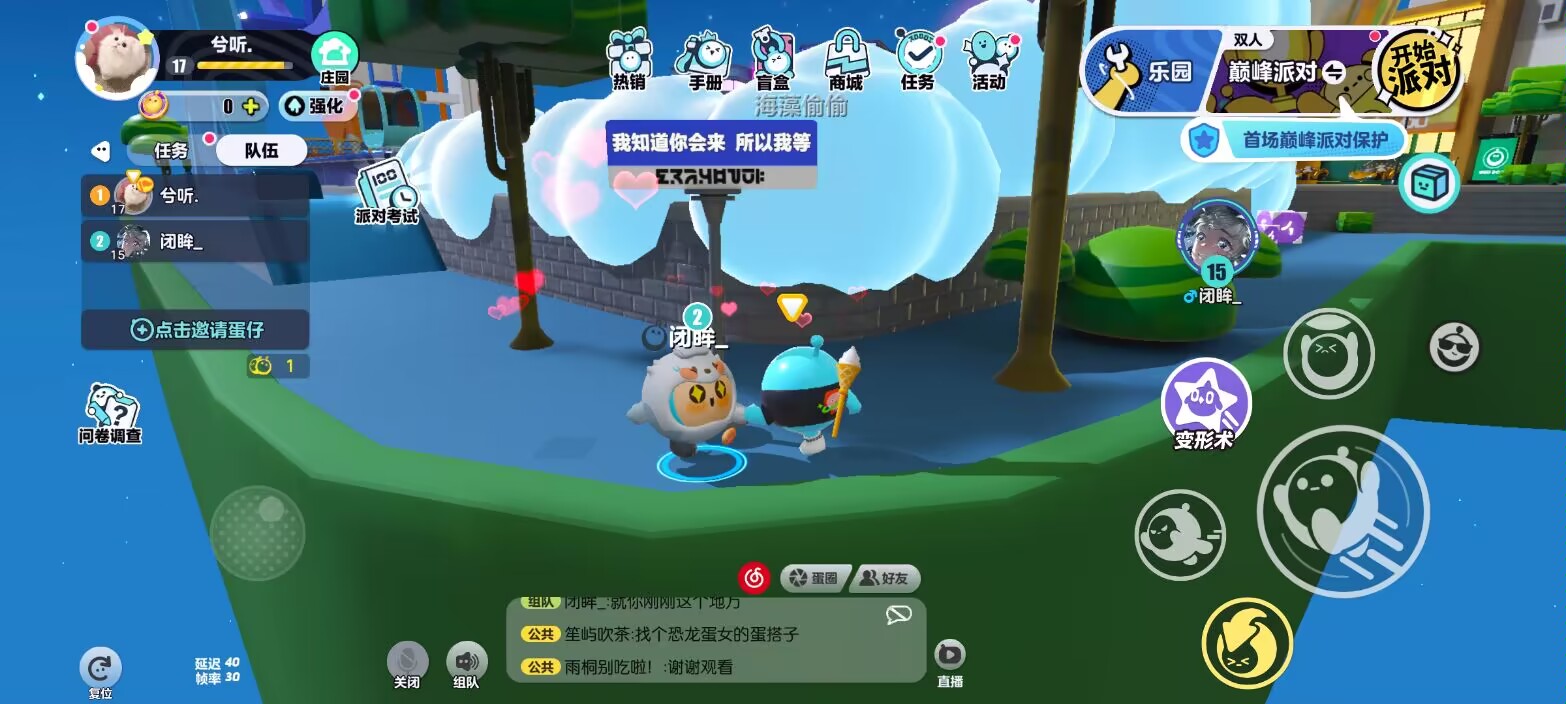 兮听.
17
庄园
0
强化
任务
队伍
1
兮听.
17
2
闭眸_
15
点击邀请蛋仔
1
问卷调查
100
派对考试
热销
手册
盲盒
商城
任务
活动
海藻偷偷
我知道你会来 所以我等
双人
乐园
巅峰派对
开始派对
首场巅峰派对保护
15
闭眸_
2
闭眸_
变形术
蛋圈
好友
组队 闭眸_:就你刚刚这个地方
公共 笙屿吹茶:找个恐龙蛋女的蛋搭子
公共 雨桐别吃啦！:谢谢观看
复位
延迟 40
帧率 30
关闭
组队
直播